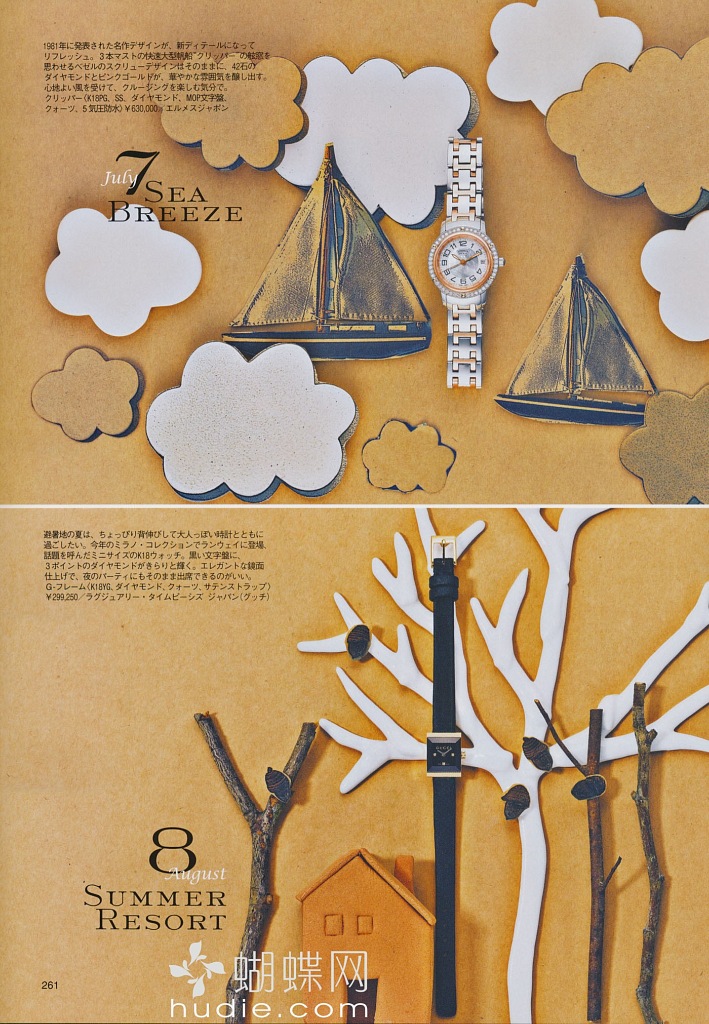 1981年に発表された名作デザインが、新ディテールになって
リフレッシュ。3本マストの快速大型帆船“クリッパー”の舷窓を
思わせるベゼルのスクリューデザインはそのままに、42石の
ダイヤモンドとピンクゴールドが、華やかな雰囲気を醸し出す。
心地よい風を受けて、クルージングを楽しむ気分で。
クリッパー〈K18PG、SS、ダイヤモンド、MOP文字盤、
クォーツ、5気圧防水〉￥630,000／エルメスジャポン
July 7
SEA
BREEZE
避暑地の夏は、ちょっぴり背伸びして大人っぽい時計とともに
過ごしたい。今年のミラノ・コレクションでランウェイに登場、
話題を呼んだミニサイズのK18ウォッチ。黒い文字盤に、
3ポイントのダイヤモンドがきらりと輝く。エレガントな鏡面
仕上げで、夜のパーティにもそのまま出席できるのがいい。
G-フレーム〈K18YG、ダイヤモンド、クォーツ、サテンストラップ〉
￥299,250／ラグジュアリー・タイムピーシズ ジャパン（グッチ）
GUCCI
8
August
SUMMER
RESORT
261
蝴蝶网
hudie.com